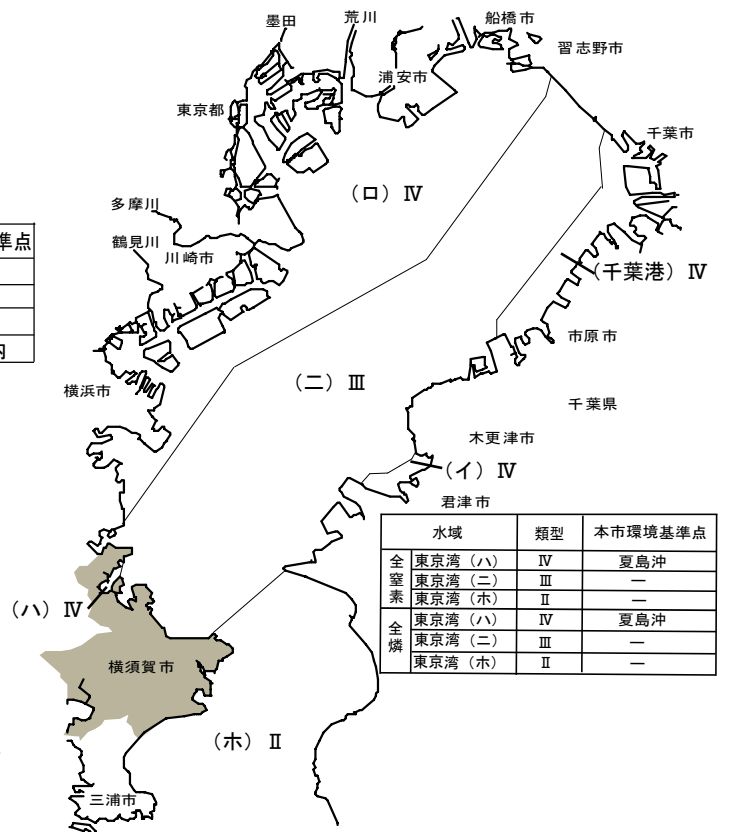 墨田
荒川
船橋市
習志野市
浦安市
東京都
千葉市
(ロ) Ⅳ
多摩川
準点
鶴見川
川崎市
(千葉港) Ⅳ
市原市
横浜市
(ニ) Ⅲ
千葉県
木更津市
(イ) Ⅳ
君津市
水域 類型 本市環境基準点
全窒素 東京湾(ハ) Ⅳ 夏島沖
東京湾(ニ) Ⅲ ―
東京湾(ホ) Ⅱ ―
全燐 東京湾(ハ) Ⅳ 夏島沖
東京湾(ニ) Ⅲ ―
東京湾(ホ) Ⅱ ―
(ハ) Ⅳ
横須賀市
(ホ) Ⅱ
三浦市